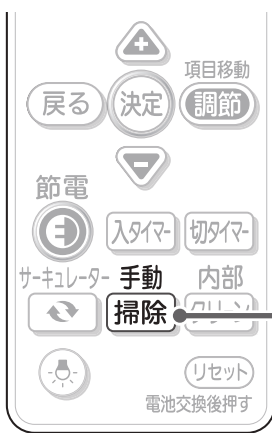 項目移動
戻る 決定 調節
節電
入タイマー 切タイマー
サーキュレーター 手動 内部
掃除 クリーン
リセット
電池交換後押す